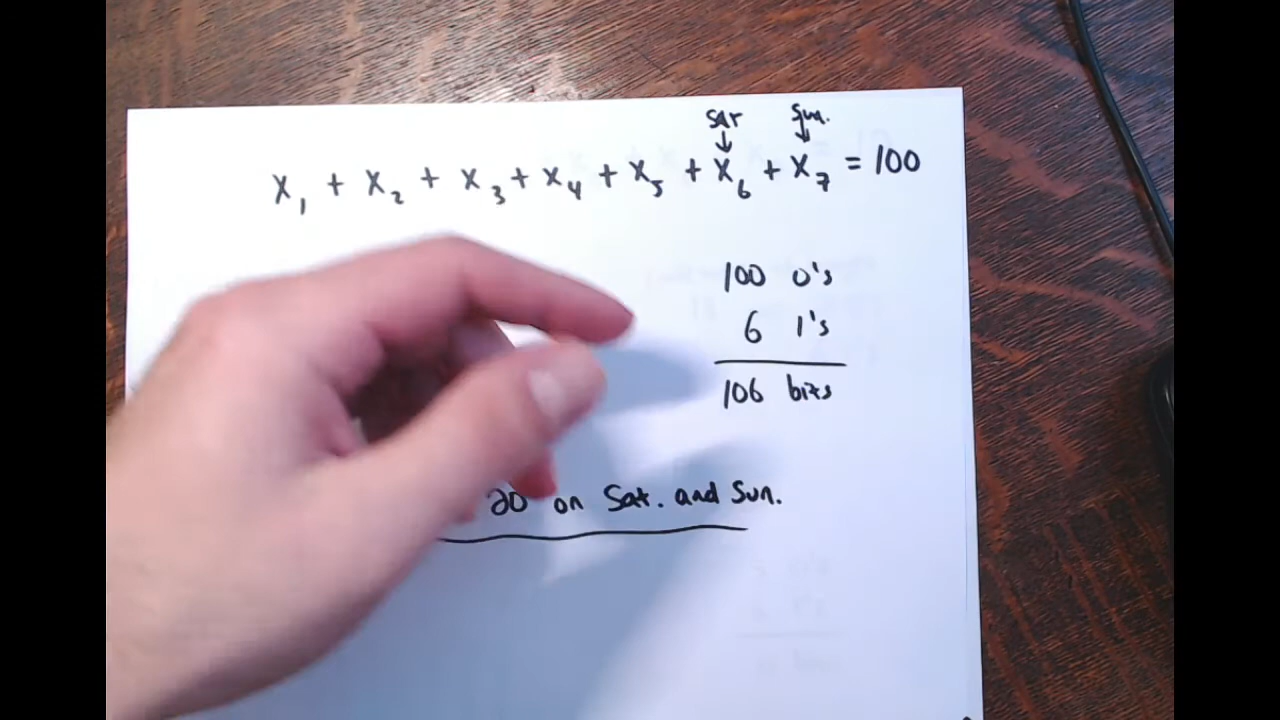 Sat Sun.
x₁ + x₂ + x₃ + x₄ + x₅ + x₆ + x₇ = 100
100 0's
6 1's
106 bits
20 on Sat. and Sun.